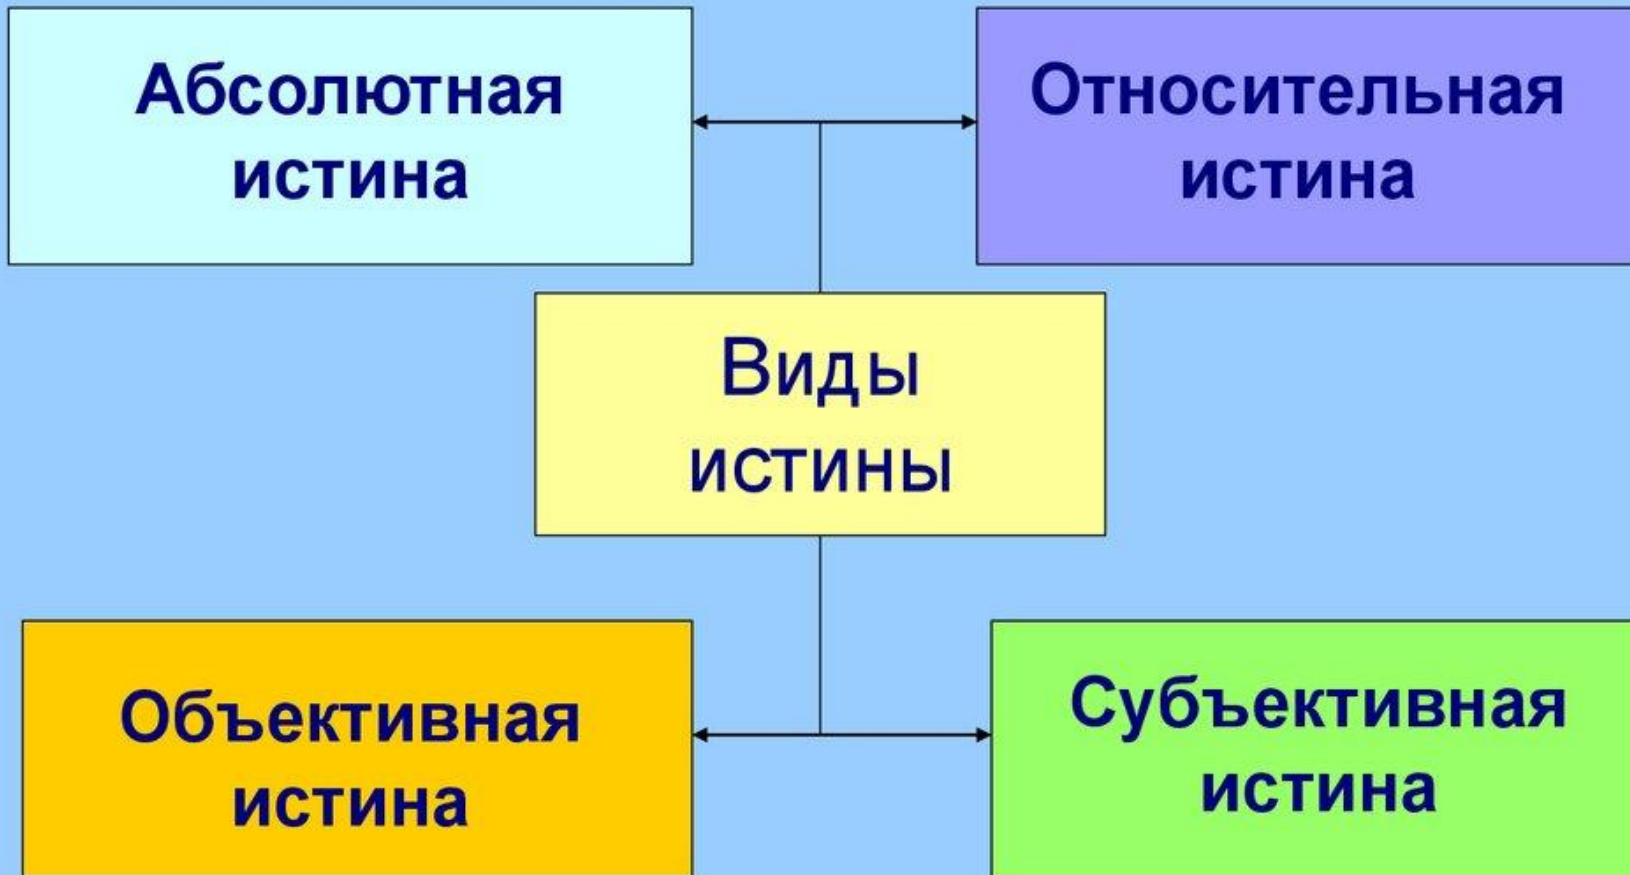 Абсолютная
истина
Относительная
истина
Виды
истины
Объективная
истина
Субъективная
истина